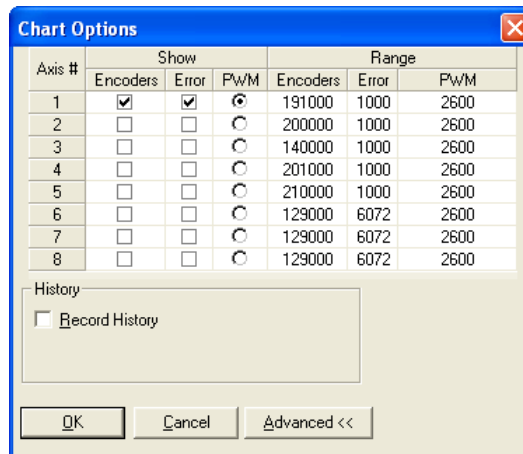 Chart Options
Axis # Show Range
Encoders Error PWM Encoders Error PWM
1 191000 1000 2600
2 200000 1000 2600
3 140000 1000 2600
4 201000 1000 2600
5 210000 1000 2600
6 129000 6072 2600
7 129000 6072 2600
8 129000 6072 2600
History
Record History
OK Cancel Advanced <<